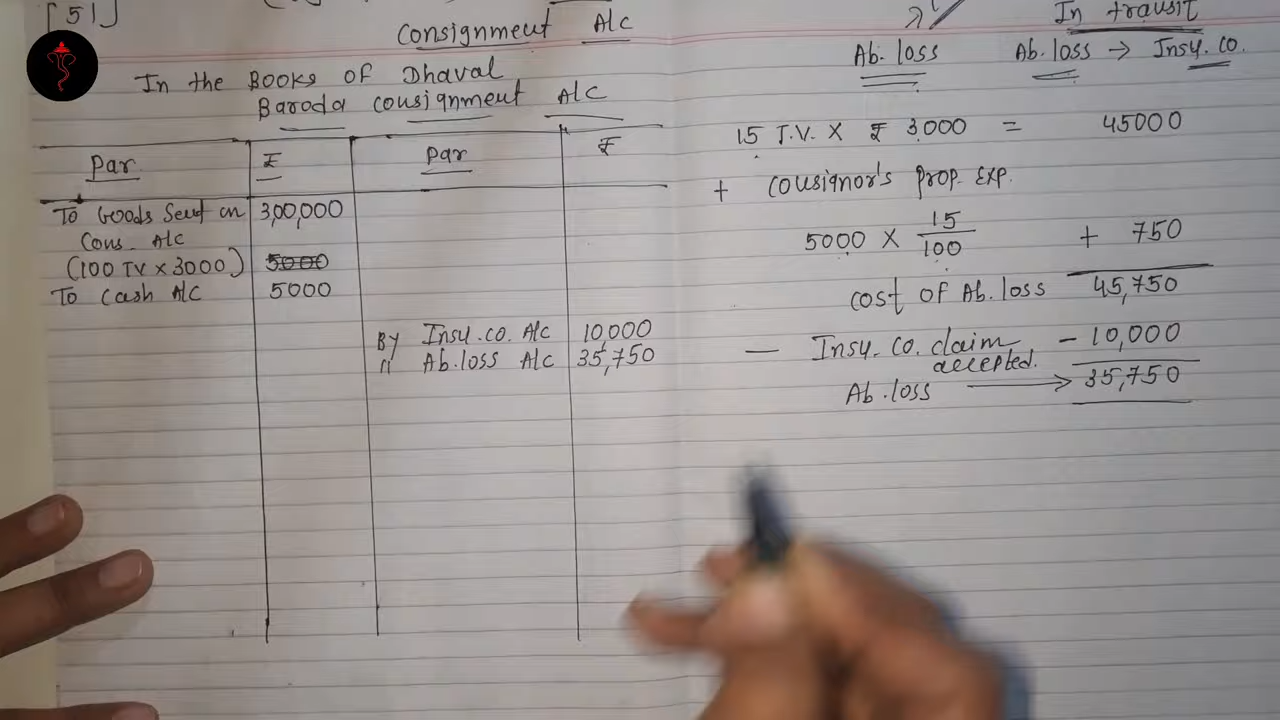 [51]
Consignment A/c
In the Books of Dhaval
Baroda consignment A/c
Par. ₹ Par ₹
To Goods Sent on 3,00,000
Cons. A/c
(100 TV x 3000) 5000
To Cash A/c 5000
By Insu. co. A/c 10,000
" Ab. loss A/c 35,750
In transit
Ab. loss Ab. loss → Insu. co.
15 T.V. x ₹ 3000 = 45000
+ Consignor's Prop. Exp.
5000 x 15/100 + 750
cost of Ab. loss 45,750
— Insu. co. claim - 10,000
accepted.
Ab. loss → 35,750